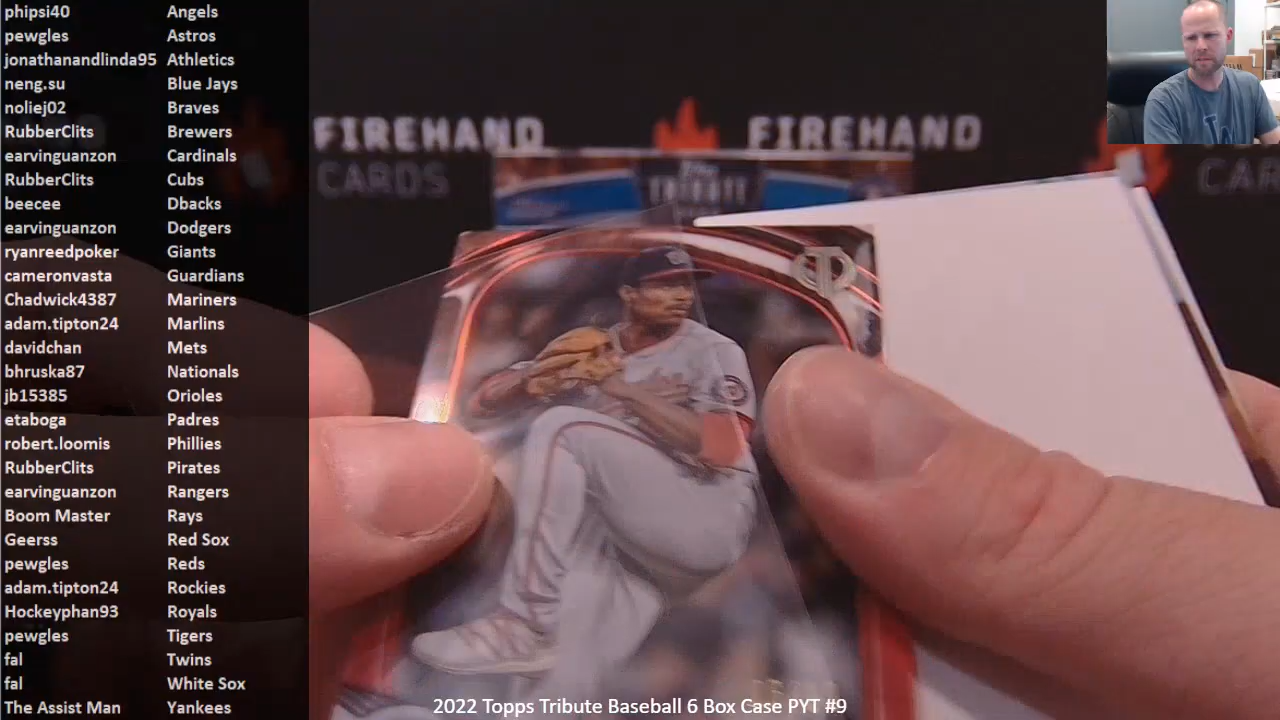 phipsi40 Angels
pewgles Astros
jonathanandlinda95 Athletics
neng.su Blue Jays
noliej02 Braves
RubberClits Brewers
earvinguanzon Cardinals
RubberClits Cubs
beecee Dbacks
earvinguanzon Dodgers
ryanreedpoker Giants
cameronvasta Guardians
Chadwick4387 Mariners
adam.tipton24 Marlins
davidchan Mets
bhruska87 Nationals
jb15385 Orioles
etaboga Padres
robert.loomis Phillies
RubberClits Pirates
earvinguanzon Rangers
Boom Master Rays
Geerss Red Sox
pewgles Reds
adam.tipton24 Rockies
Hockeyphan93 Royals
pewgles Tigers
fal Twins
fal White Sox
The Assist Man Yankees
FIREHAND CARDS
FIREHAND
CAR
Topps
TRIBUTE
2022 Topps Tribute Baseball 6 Box Case PYT #9